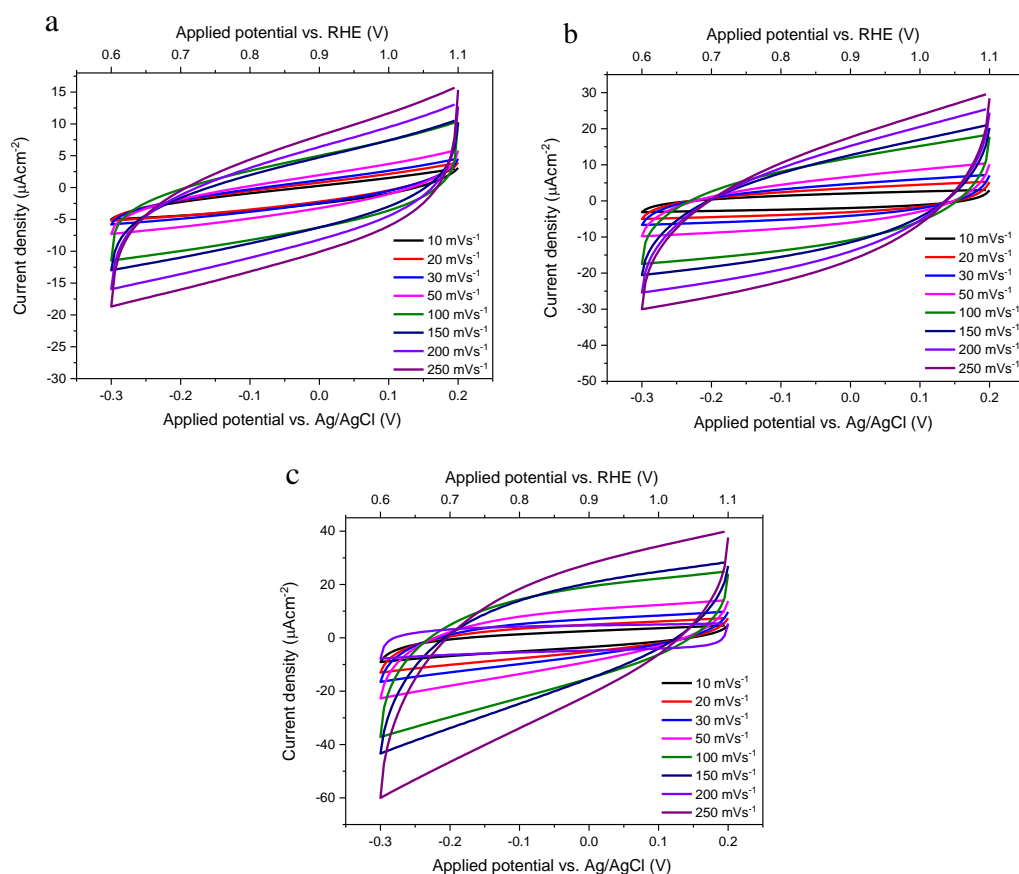 a
Applied potential vs. RHE (V)
0.6 0.7 0.8 0.9 1.0 1.1
15
10
5
0
-5
-10
-15
-20
-25
-30
Current density (µAcm⁻²)
10 mVs⁻¹
20 mVs⁻¹
30 mVs⁻¹
50 mVs⁻¹
100 mVs⁻¹
150 mVs⁻¹
200 mVs⁻¹
250 mVs⁻¹
-0.3 -0.2 -0.1 0.0 0.1 0.2
Applied potential vs. Ag/AgCl (V)
b
Applied potential vs. RHE (V)
0.6 0.7 0.8 0.9 1.0 1.1
30
20
10
0
-10
-20
-30
-40
-50
Current density (µAcm⁻²)
10 mVs⁻¹
20 mVs⁻¹
30 mVs⁻¹
50 mVs⁻¹
100 mVs⁻¹
150 mVs⁻¹
200 mVs⁻¹
250 mVs⁻¹
-0.3 -0.2 -0.1 0.0 0.1 0.2
Applied potential vs. Ag/AgCl (V)
c
Applied potential vs. RHE (V)
0.6 0.7 0.8 0.9 1.0 1.1
40
20
0
-20
-40
-60
Current density (µAcm⁻²)
10 mVs⁻¹
20 mVs⁻¹
30 mVs⁻¹
50 mVs⁻¹
100 mVs⁻¹
150 mVs⁻¹
200 mVs⁻¹
250 mVs⁻¹
-0.3 -0.2 -0.1 0.0 0.1 0.2
Applied potential vs. Ag/AgCl (V)